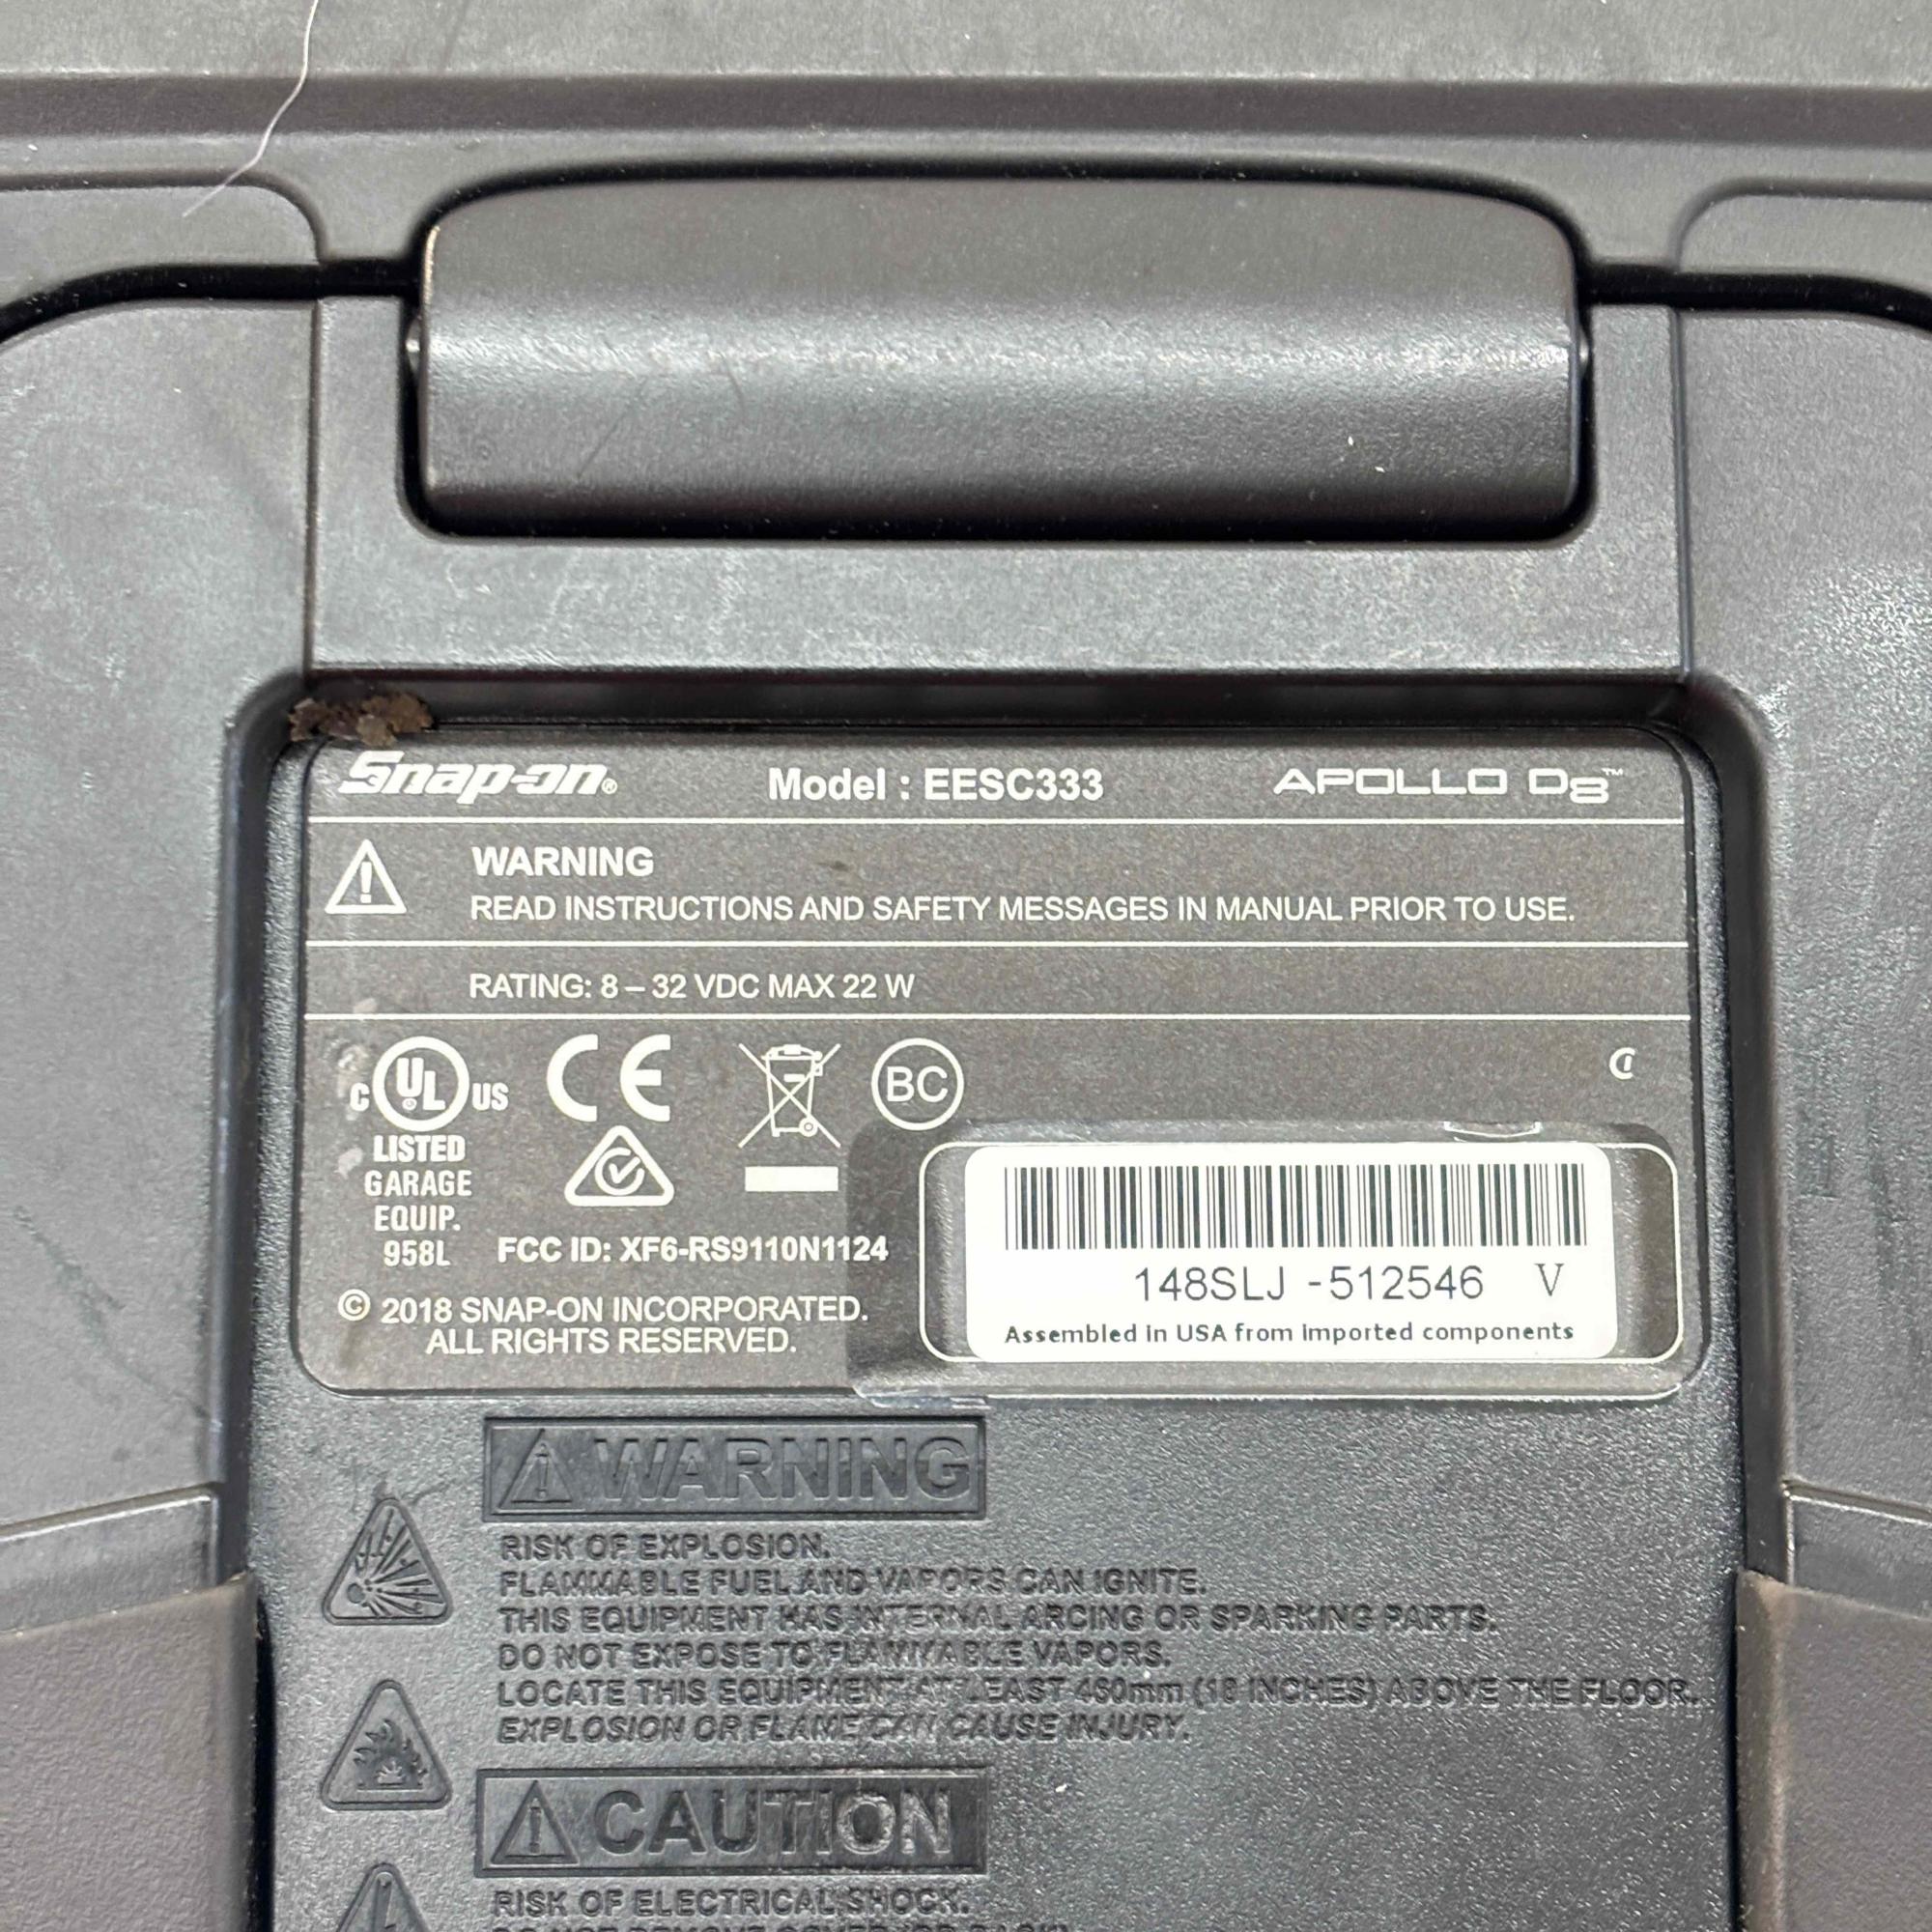 Snap-on® Model : EESC333 APOLLO D8™
WARNING
READ INSTRUCTIONS AND SAFETY MESSAGES IN MANUAL PRIOR TO USE.
RATING: 8 – 32 VDC MAX 22 W
C UL® US CE BC
LISTED
GARAGE
EQUIP.
958L
FCC ID: XF6-RS9110N1124
© 2018 SNAP-ON INCORPORATED.
ALL RIGHTS RESERVED.
148SLJ -512546 V
Assembled in USA from imported components
WARNING
RISK OF EXPLOSION.
FLAMMABLE FUEL AND VAPORS CAN IGNITE.
THIS EQUIPMENT HAS INTERNAL ARCING OR SPARKING PARTS.
DO NOT EXPOSE TO FLAMMABLE VAPORS.
LOCATE THIS EQUIPMENT AT LEAST 460mm (18 INCHES) ABOVE THE FLOOR.
EXPLOSION OR FLAME CAN CAUSE INJURY.
CAUTION
RISK OF ELECTRICAL SHOCK.